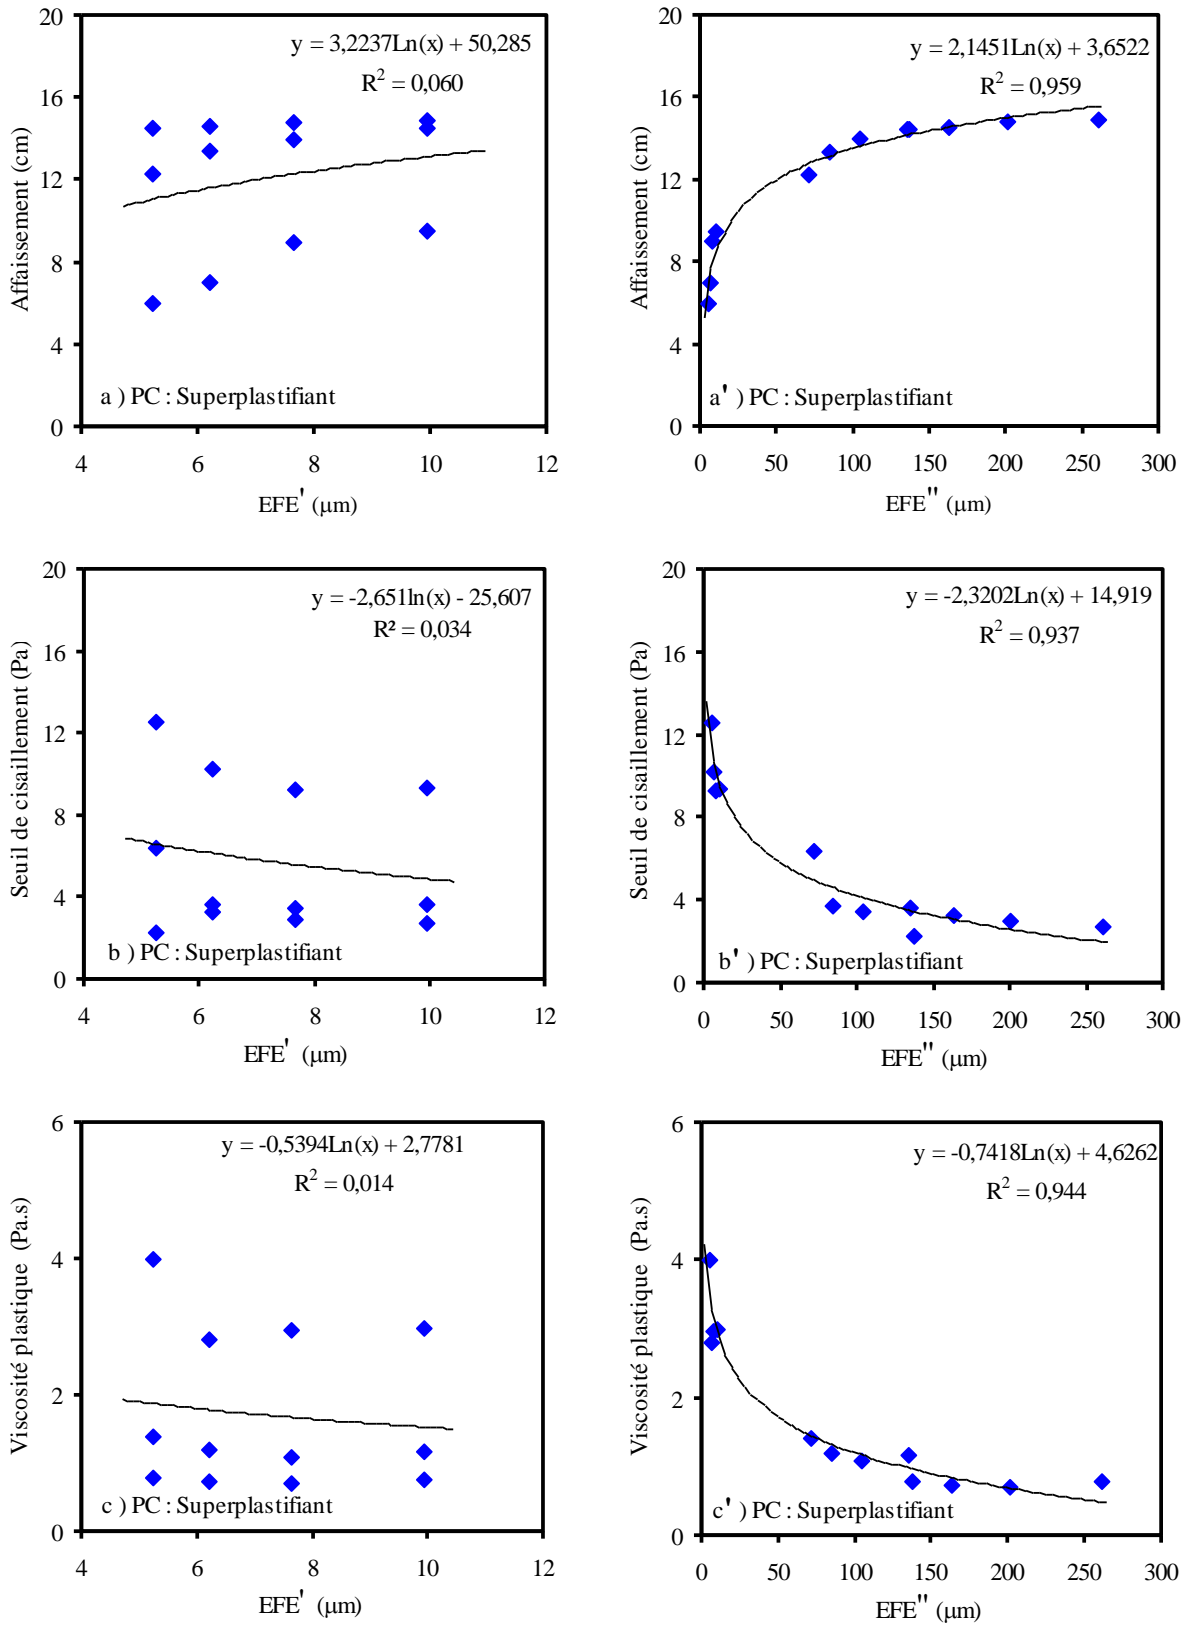 20
16
12
8
4
0
Affaissement (cm)
y = 3,2237Ln(x) + 50,285
R² = 0,060
a ) PC : Superplastifiant
4 6 8 10 12
EFE' (µm)
20
16
12
8
4
0
Affaissement (cm)
y = 2,1451Ln(x) + 3,6522
R² = 0,959
a' ) PC : Superplastifiant
0 50 100 150 200 250 300
EFE'' (µm)
20
16
12
8
4
0
Seuil de cisaillement (Pa)
y = -2,651ln(x) - 25,607
R² = 0,034
b ) PC : Superplastifiant
4 6 8 10 12
EFE' (µm)
20
16
12
8
4
0
Seuil de cisaillement (Pa)
y = -2,3202Ln(x) + 14,919
R² = 0,937
b' ) PC : Superplastifiant
0 50 100 150 200 250 300
EFE'' (µm)
6
4
2
0
Viscosité plastique (Pa.s)
y = -0,5394Ln(x) + 2,7781
R² = 0,014
c ) PC : Superplastifiant
4 6 8 10 12
EFE' (µm)
6
4
2
0
Viscosité plastique (Pa.s)
y = -0,7418Ln(x) + 4,6262
R² = 0,944
c' ) PC : Superplastifiant
0 50 100 150 200 250 300
EFE'' (µm)